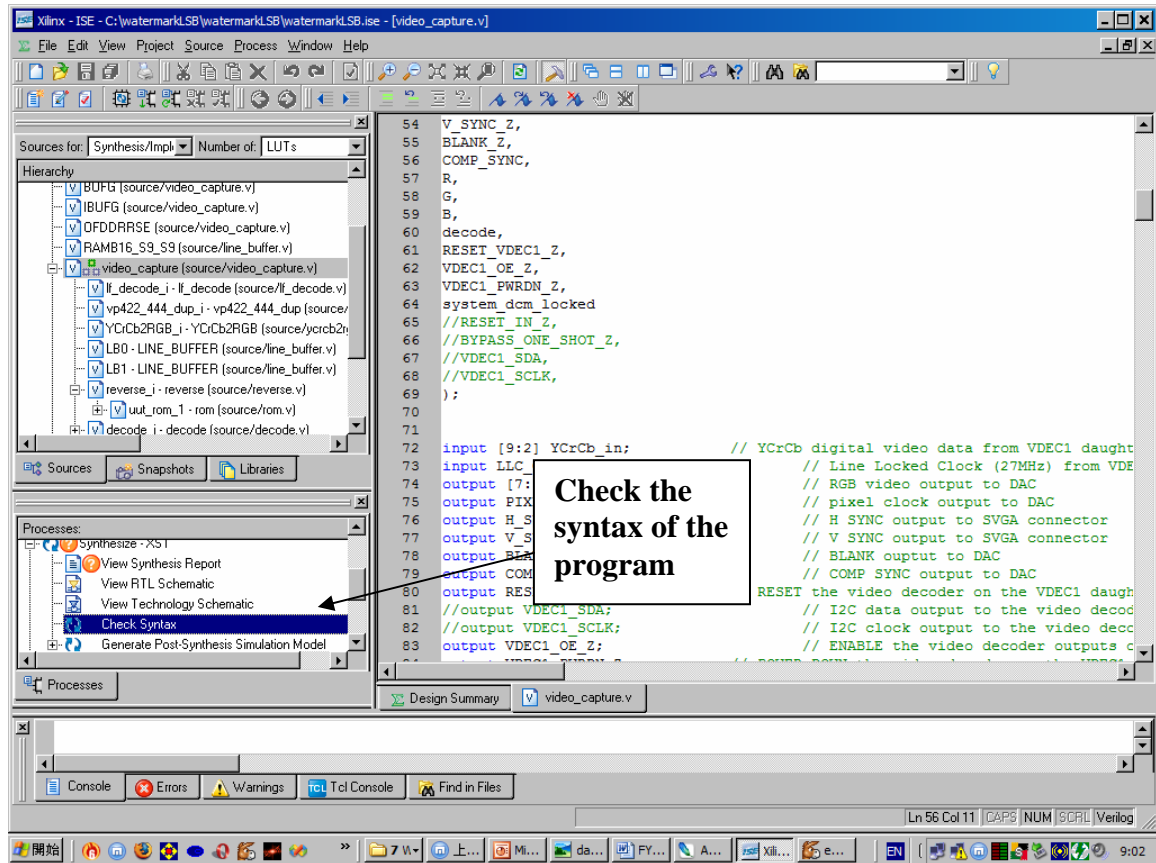 Xilinx - ISE - C:\watermarkLSB\watermarkLSB\watermarkLSB.ise - [video_capture.v]
File Edit View Project Source Process Window Help
Sources for: Synthesis/Impl Number of: LUTs
Hierarchy
BUFG (source/video_capture.v)
IBUFG (source/video_capture.v)
OFDDRRSE (source/video_capture.v)
RAMB16_S9_S9 (source/line_buffer.v)
video_capture (source/video_capture.v)
lf_decode_i - lf_decode (source/lf_decode.v)
vp422_444_dup_i - vp422_444_dup (source/
YCrCb2RGB_i - YCrCb2RGB (source/ycrcb2r
LB0 - LINE_BUFFER (source/line_buffer.v)
LB1 - LINE_BUFFER (source/line_buffer.v)
reverse_i - reverse (source/reverse.v)
uut_rom_1 - rom (source/rom.v)
decode_i - decode (source/decode.v)
Sources Snapshots Libraries
Processes:
Synthesize - XST
View Synthesis Report
View RTL Schematic
View Technology Schematic
Check Syntax
Generate Post-Synthesis Simulation Model
Processes
54 V_SYNC_Z,
55 BLANK_Z,
56 COMP_SYNC,
57 R,
58 G,
59 B,
60 decode,
61 RESET_VDEC1_Z,
62 VDEC1_OE_Z,
63 VDEC1_PWRDN_Z,
64 system_dcm_locked
65 //RESET_IN_Z,
66 //BYPASS_ONE_SHOT_Z,
67 //VDEC1_SDA,
68 //VDEC1_SCLK,
69 );
70
71
72 input [9:2] YCrCb_in; // YCrCb digital video data from VDEC1 daught
73 input LLC_ // Line Locked Clock (27MHz) from VDE
74 output [7: // RGB video output to DAC
75 output PIX // pixel clock output to DAC
76 output H_S // H SYNC output to SVGA connector
77 output V_S // V SYNC output to SVGA connector
78 output BLA // BLANK ouptut to DAC
79 output COM // COMP SYNC output to DAC
80 output RES RESET the video decoder on the VDEC1 daugh
81 //output VDEC1_SDA; // I2C data output to the video decod
82 //output VDEC1_SCLK; // I2C clock output to the video deco
83 output VDEC1_OE_Z; // ENABLE the video decoder outputs o
Check the
syntax of the
program
Design Summary video_capture.v
Console Errors Warnings Tcl Console Find in Files
Ln 56 Col 11 CAPS NUM SCRL Verilog
開始 » 7 W 上... Mi... da... FY... A... Xili... e... EN 9:02